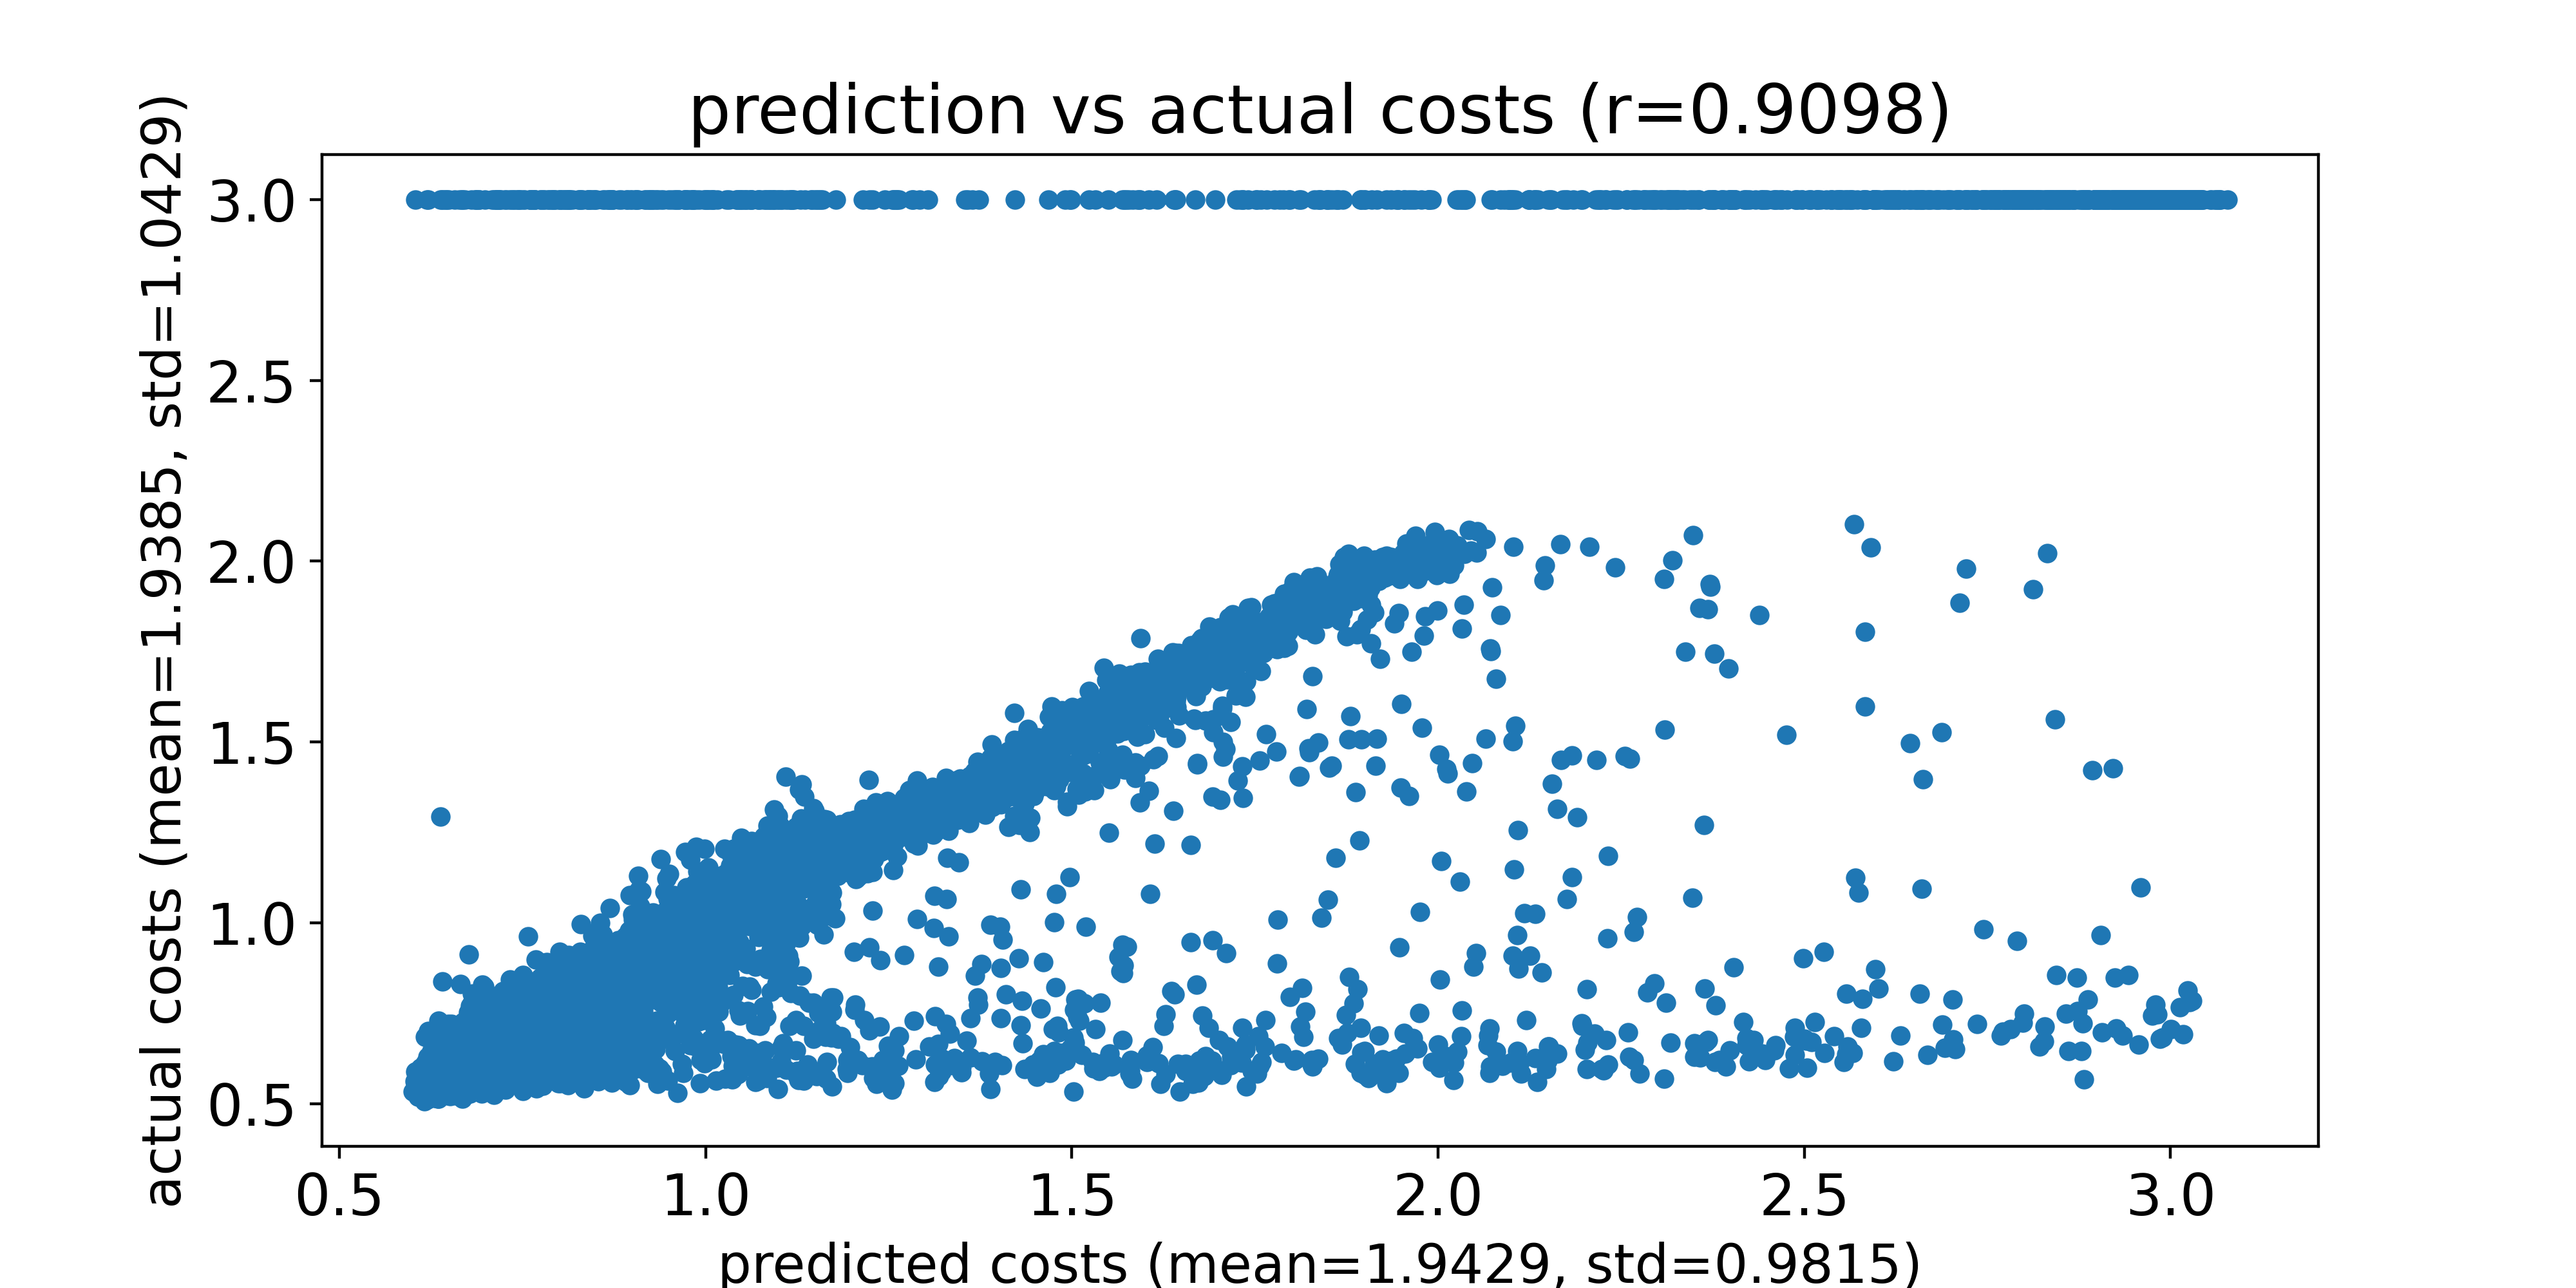 prediction vs actual costs (r=0.9098)
actual costs (mean=1.9385, std=1.0429)
3.0
2.5
2.0
1.5
1.0
0.5
0.5 1.0 1.5 2.0 2.5 3.0
predicted costs (mean=1.9429, std=0.9815)